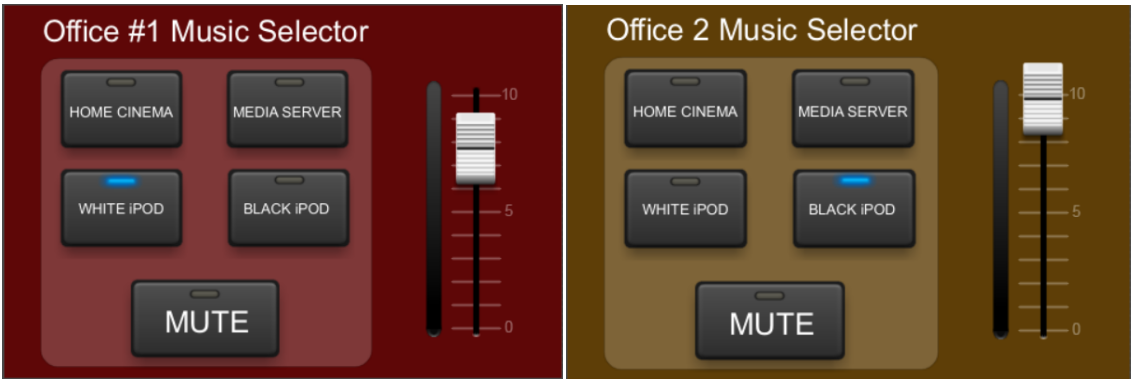 Office #1 Music Selector
HOME CINEMA
MEDIA SERVER
WHITE iPOD
BLACK iPOD
MUTE
10
5
0
Office 2 Music Selector
HOME CINEMA
MEDIA SERVER
WHITE iPOD
BLACK iPOD
MUTE
10
5
0